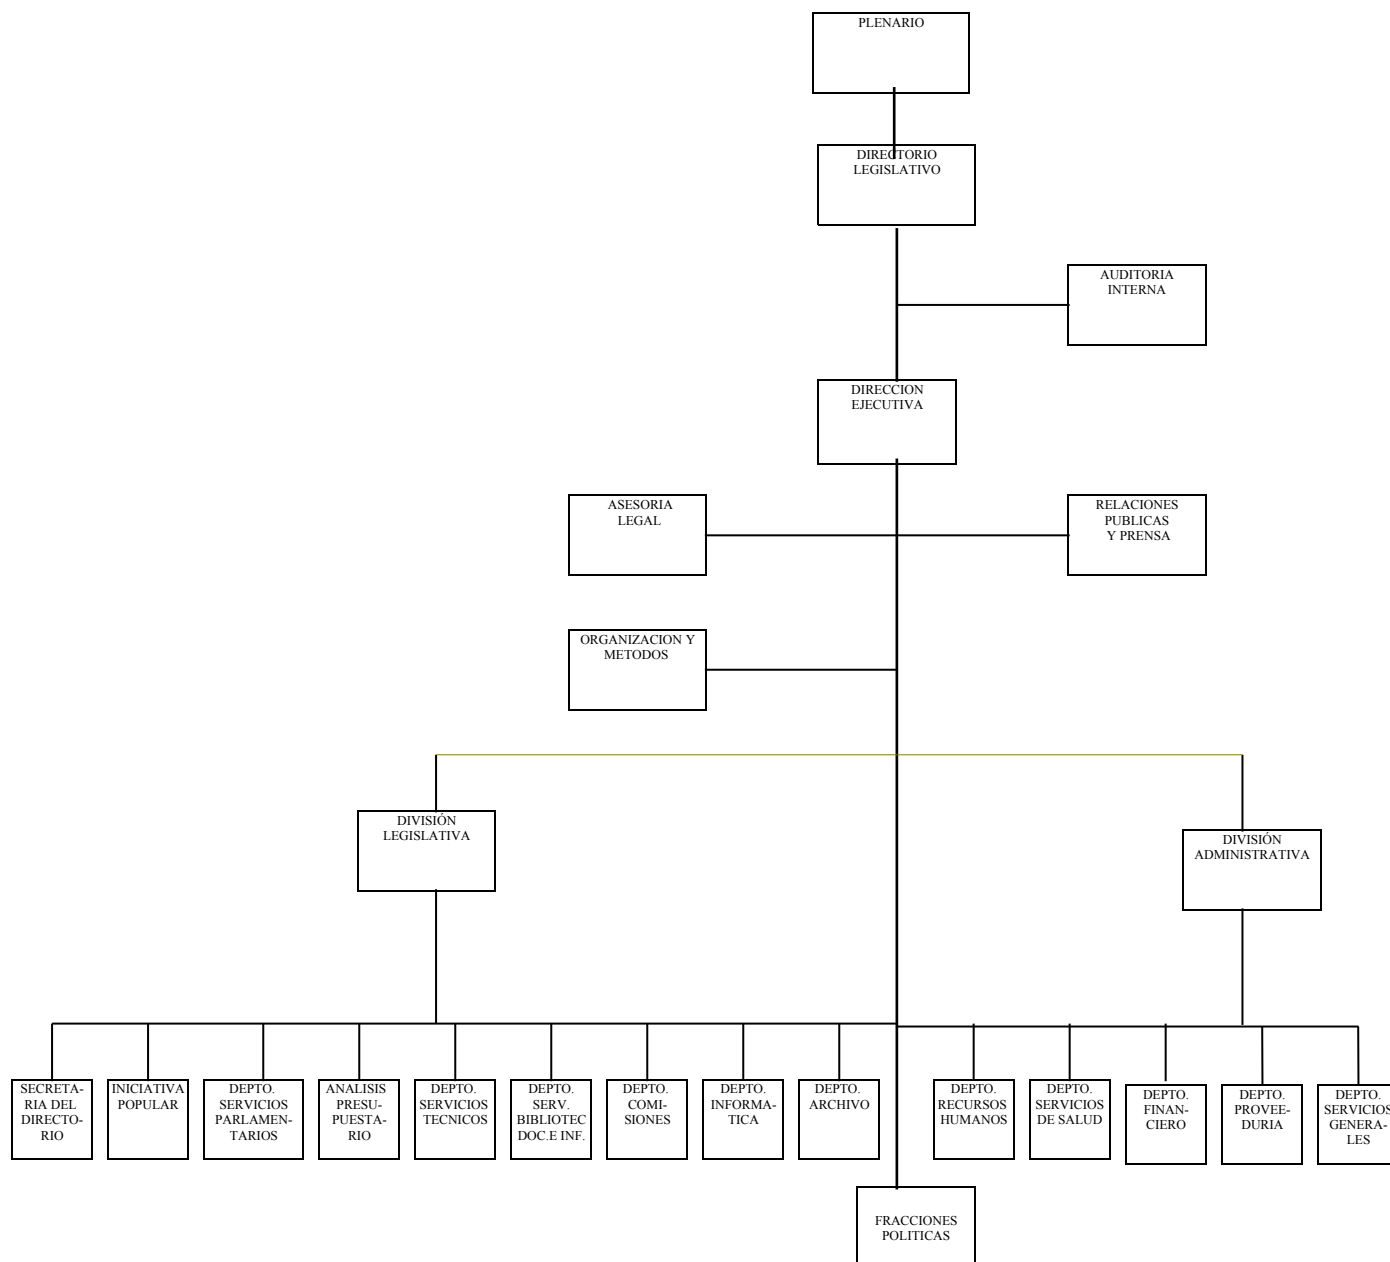 PLENARIO
DIRECTORIO
LEGISLATIVO
AUDITORIA
INTERNA
DIRECCION
EJECUTIVA
ASESORIA
LEGAL
RELACIONES
PUBLICAS
Y PRENSA
ORGANIZACION Y
METODOS
DIVISIÓN
LEGISLATIVA
DIVISIÓN
ADMINISTRATIVA
SECRETA-
RIA DEL
DIRECTO-
RIO
INICIATIVA
POPULAR
DEPTO.
SERVICIOS
PARLAMEN-
TARIOS
ANALISIS
PRESU-
PUESTA-
RIO
DEPTO.
SERVICIOS
TECNICOS
DEPTO.
SERV.
BIBLIOTEC
DOC.E INF.
DEPTO.
COMI-
SIONES
DEPTO.
INFORMA-
TICA
DEPTO.
ARCHIVO
DEPTO.
RECURSOS
HUMANOS
DEPTO.
SERVICIOS
DE SALUD
DEPTO.
FINAN-
CIERO
DEPTO.
PROVEE-
DURIA
DEPTO.
SERVICIOS
GENERA-
LES
FRACCIONES
POLITICAS